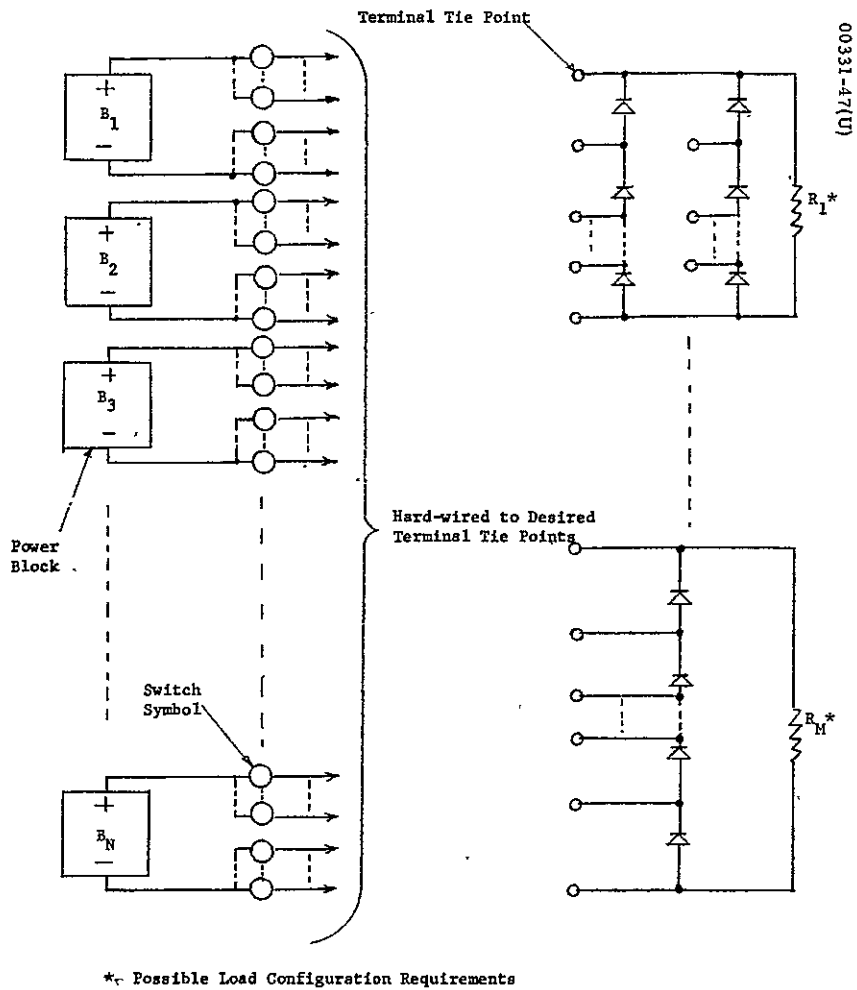 Terminal Tie Point
00331-47(U)
+
B1
−
+
B2
−
+
B3
−
R1*
Power
Block
Hard-wired to Desired
Terminal Tie Points
Switch
Symbol
+
BN
−
RM*
* Possible Load Configuration Requirements